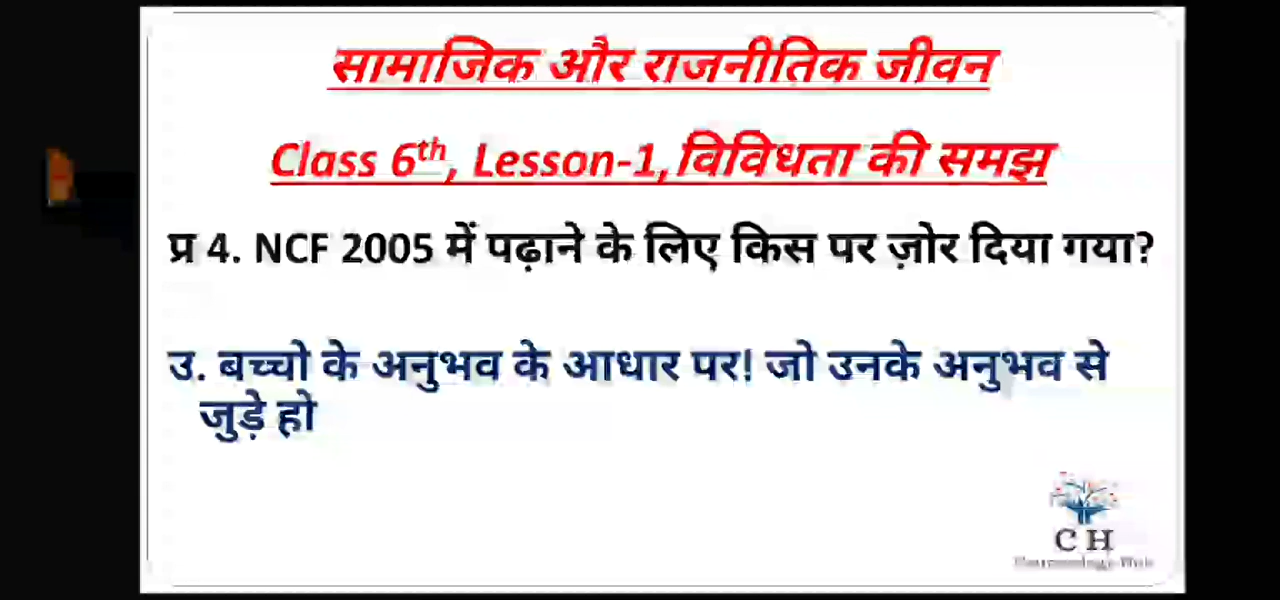 सामाजिक और राजनीतिक जीवन
Class 6th, Lesson-1, विविधता की समझ
प्र 4. NCF 2005 में पढ़ाने के लिए किस पर ज़ोर दिया गया?
उ. बच्चो के अनुभव के आधार पर! जो उनके अनुभव से
जुड़े हो
C H